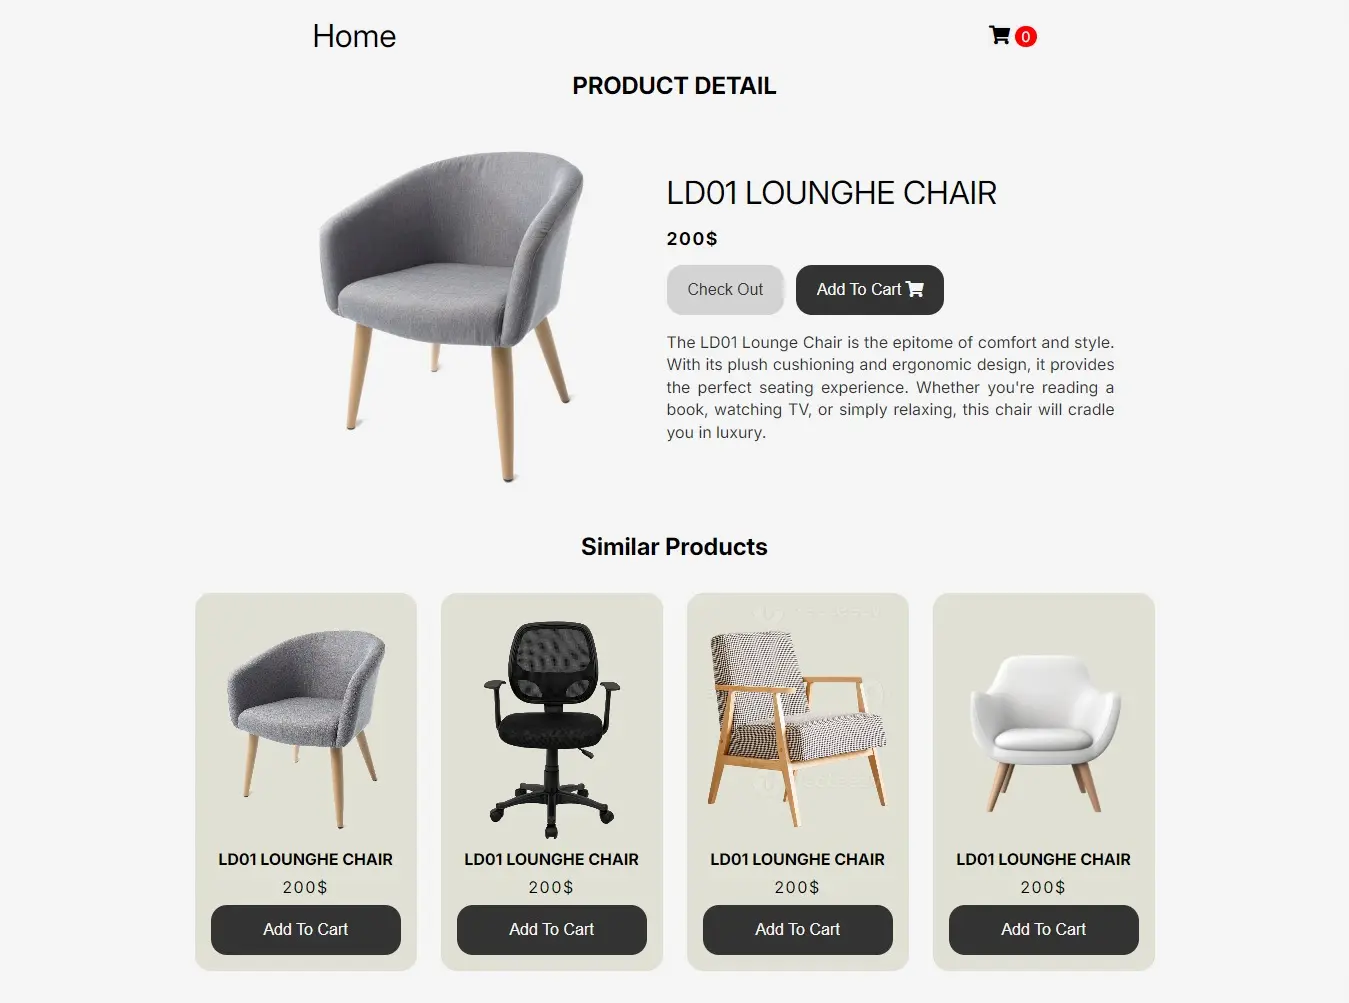 Home
0
PRODUCT DETAIL
LD01 LOUNGHE CHAIR
200$
Check Out
Add To Cart
The LD01 Lounge Chair is the epitome of comfort and style.
With its plush cushioning and ergonomic design, it provides
the perfect seating experience. Whether you're reading a
book, watching TV, or simply relaxing, this chair will cradle
you in luxury.
Similar Products
LD01 LOUNGHE CHAIR
200$
Add To Cart
LD01 LOUNGHE CHAIR
200$
Add To Cart
LD01 LOUNGHE CHAIR
200$
Add To Cart
LD01 LOUNGHE CHAIR
200$
Add To Cart